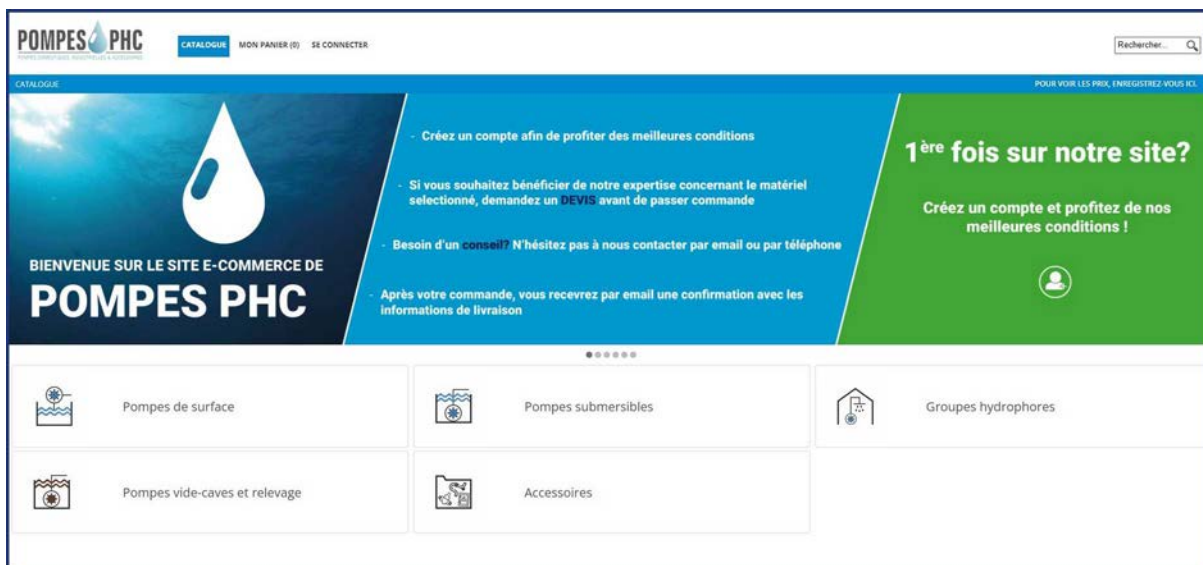 POMPES PHC
POMPES DOMESTIQUES, INDUSTRIELLES & ACCESSOIRES
CATALOGUE
MON PANIER (0)
SE CONNECTER
Rechercher...
CATALOGUE
POUR VOIR LES PRIX, ENREGISTREZ-VOUS ICI.
BIENVENUE SUR LE SITE E-COMMERCE DE
POMPES PHC
- Créez un compte afin de profiter des meilleures conditions
- Si vous souhaitez bénéficier de notre expertise concernant le matériel
selectionné, demandez un DEVIS avant de passer commande
- Besoin d'un conseil? N'hésitez pas à nous contacter par email ou par téléphone
- Après votre commande, vous recevrez par email une confirmation avec les
informations de livraison
1ère fois sur notre site?
Créez un compte et profitez de nos
meilleures conditions !
Pompes de surface
Pompes submersibles
Groupes hydrophores
Pompes vide-caves et relevage
Accessoires